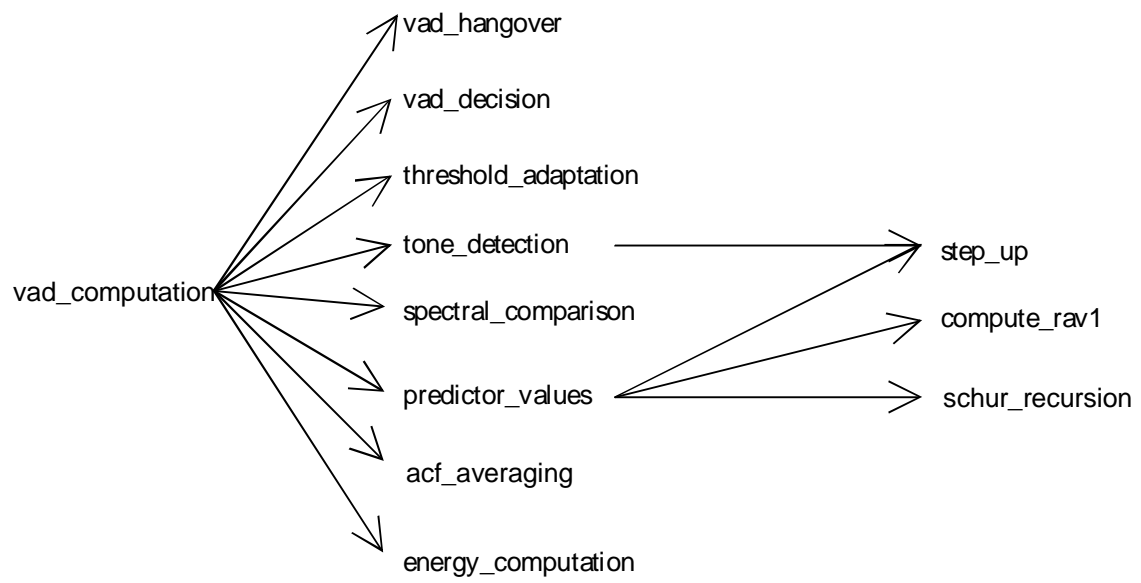 vad_hangover
vad_decision
threshold_adaptation
tone_detection
step_up
vad_computation
spectral_comparison
compute_rav1
predictor_values
schur_recursion
acf_averaging
energy_computation